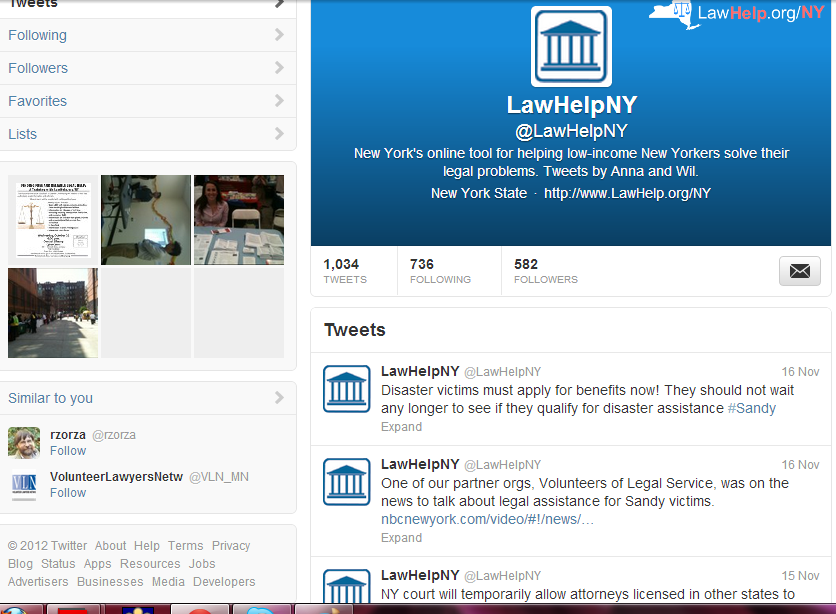 Tweets
Following
Followers
Favorites
Lists
Similar to you
rzorza @rzorza
Follow
VLN
VolunteerLawyersNetw @VLN_MN
Follow
© 2012 Twitter About Help Terms Privacy
Blog Status Apps Resources Jobs
Advertisers Businesses Media Developers
LawHelp.org/NY
LawHelpNY
@LawHelpNY
New York's online tool for helping low-income New Yorkers solve their
legal problems. Tweets by Anna and Wil.
New York State · http://www.LawHelp.org/NY
1,034 736 582
TWEETS FOLLOWING FOLLOWERS
Tweets
LawHelpNY @LawHelpNY 16 Nov
Disaster victims must apply for benefits now! They should not wait
any longer to see if they qualify for disaster assistance #Sandy
Expand
LawHelpNY @LawHelpNY 16 Nov
One of our partner orgs, Volunteers of Legal Service, was on the
news to talk about legal assistance for Sandy victims.
nbcnewyork.com/video/#!/news/…
Expand
LawHelpNY @LawHelpNY 15 Nov
NY court will temporarily allow attorneys licensed in other states to